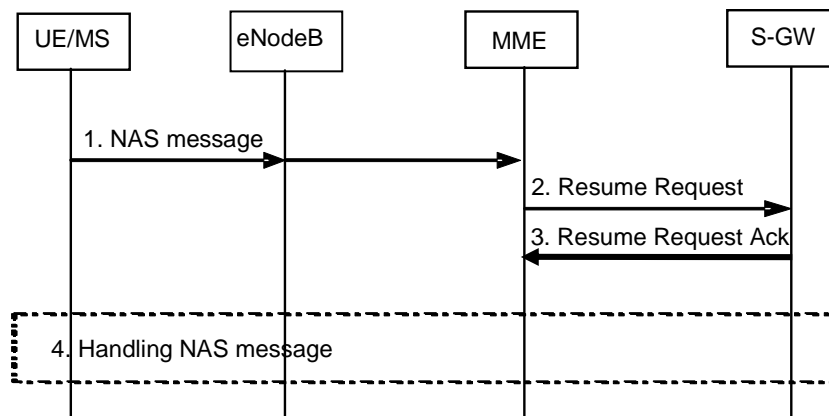 UE/MS
eNodeB
MME
S-GW
1. NAS message
2. Resume Request
3. Resume Request Ack
4. Handling NAS message